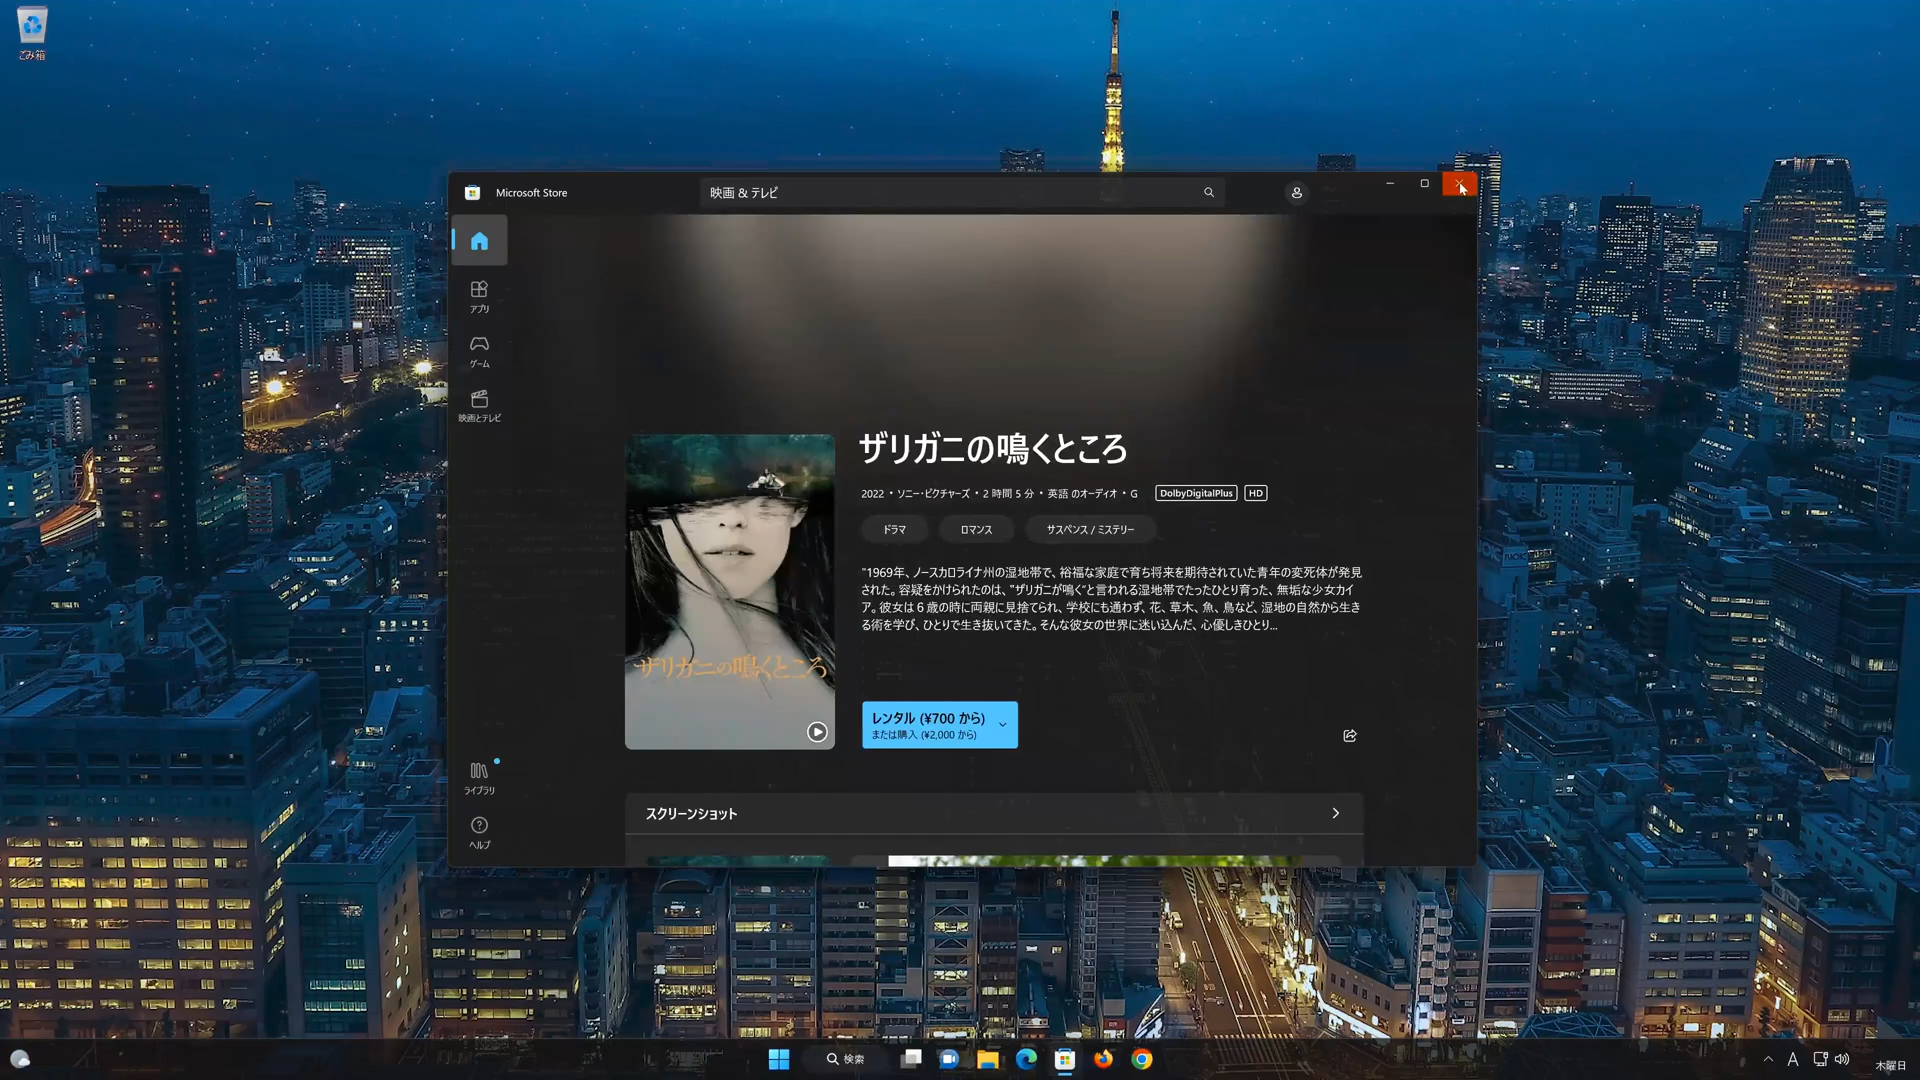 ごみ箱
Microsoft Store
映画 & テレビ
アプリ
ゲーム
映画とテレビ
ザリガニの鳴くところ
2022 • ソニー・ピクチャーズ • 2 時間 5 分 • 英語 のオーディオ • G DolbyDigitalPlus HD
ドラマ ロマンス サスペンス / ミステリー
"1969年、ノースカロライナ州の湿地帯で、裕福な家庭で育ち将来を期待されていた青年の変死体が発見
された。容疑をかけられたのは、"ザリガニが鳴く"と言われる湿地帯でたったひとり育った、無垢な少女カイ
ア。彼女は 6 歳の時に両親に見捨てられ、学校にも通わず、花、草木、魚、鳥など、湿地の自然から生き
る術を学び、ひとりで生き抜いてきた。そんな彼女の世界に迷い込んだ、心優しきひとり...
ザリガニの鳴くところ
レンタル (¥700 から)
または購入 (¥2,000 から)
ライブラリ
スクリーンショット
ヘルプ
検索
A
木曜日